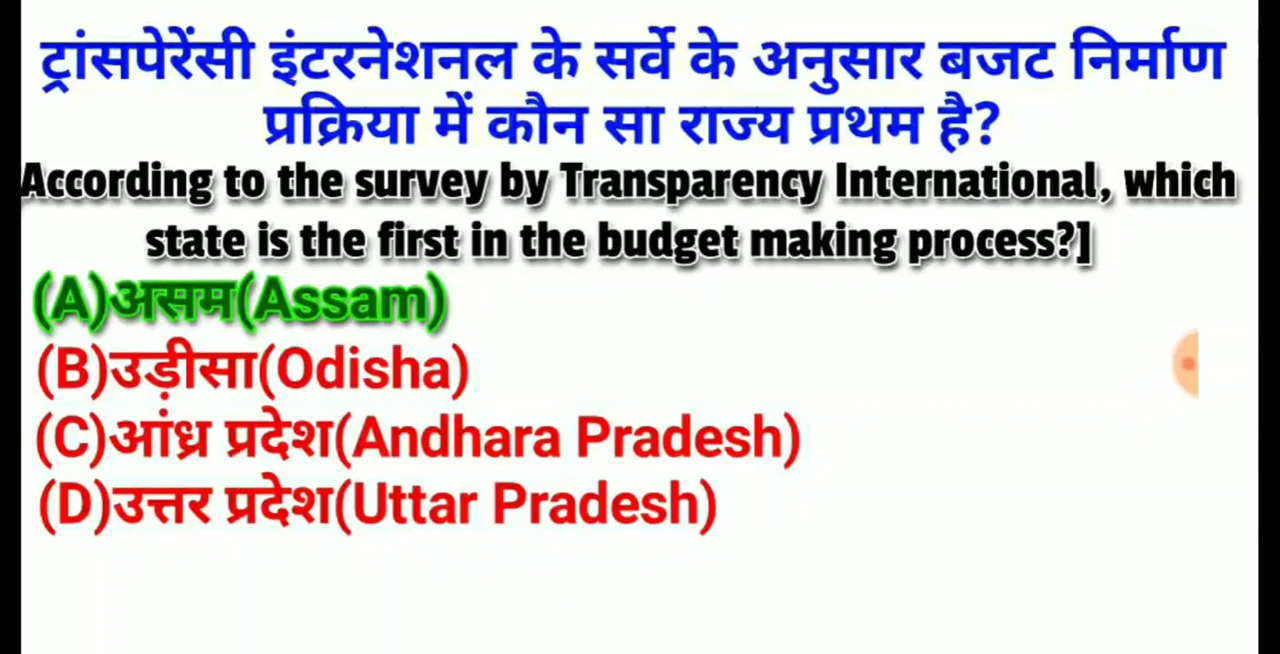 ट्रांसपेरेंसी इंटरनेशनल के सर्वे के अनुसार बजट निर्माण
प्रक्रिया में कौन सा राज्य प्रथम है?
According to the survey by Transparency International, which
state is the first in the budget making process?]
(A)असम(Assam)
(B)उड़ीसा(Odisha)
(C)आंध्र प्रदेश(Andhara Pradesh)
(D)उत्तर प्रदेश(Uttar Pradesh)